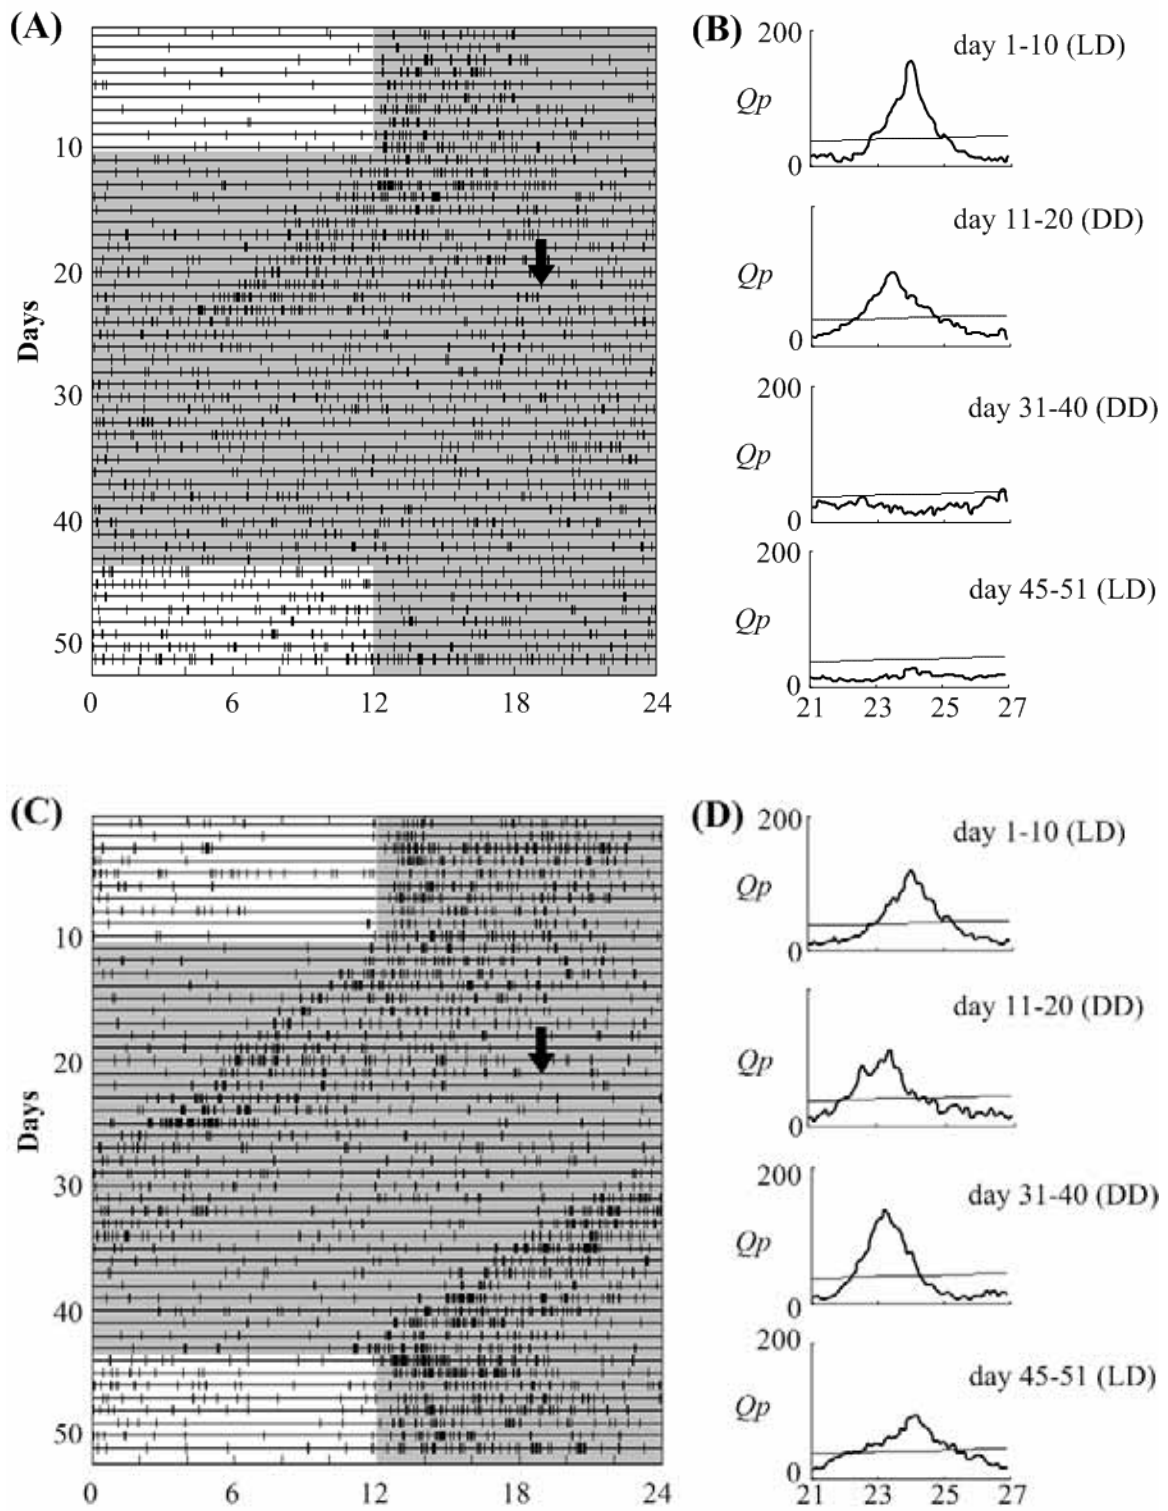 (A)
10
20
30
40
50
Days
0 6 12 18 24
(B)
200
day 1-10 (LD)
Qp
0
day 11-20 (DD)
Qp
0
200
day 31-40 (DD)
Qp
0
200
day 45-51 (LD)
Qp
0
21 23 25 27
(C)
10
20
30
40
50
Days
0 6 12 18 24
(D)
200
day 1-10 (LD)
Qp
0
day 11-20 (DD)
Qp
0
200
day 31-40 (DD)
Qp
0
200
day 45-51 (LD)
Qp
0
21 23 25 27